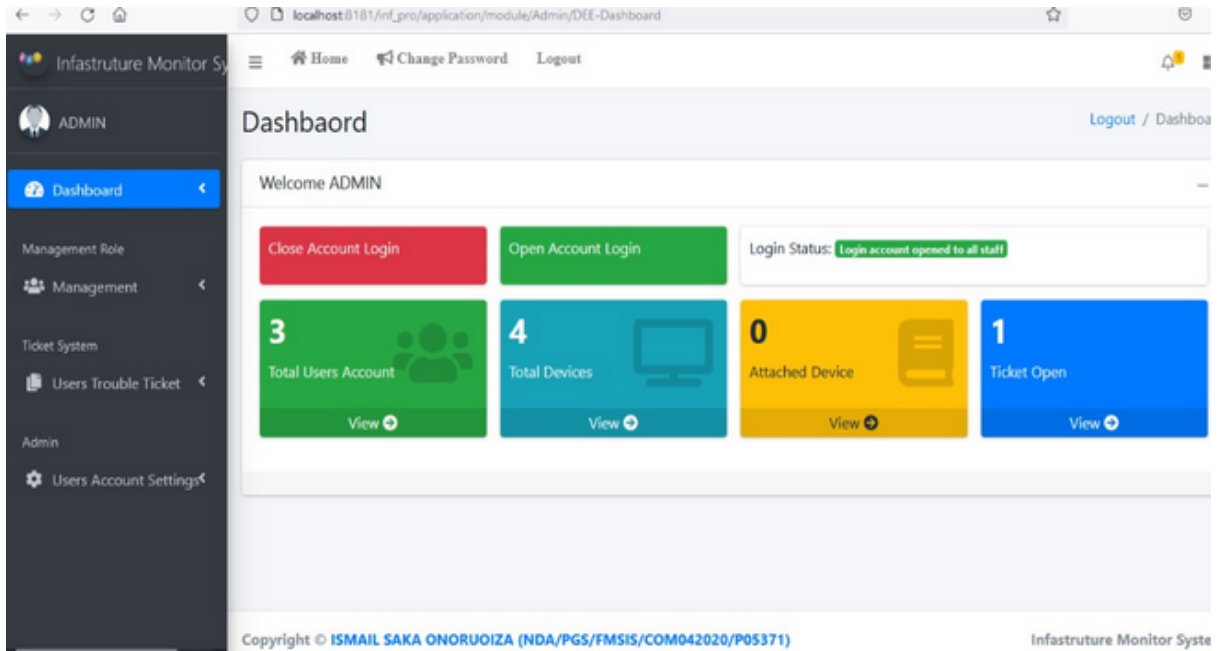 localhost:8181/inf_pro/application/module/Admin/DEE-Dashboard
Infastruture Monitor Sy
Home Change Password Logout
ADMIN
Dashbaord
Logout / Dashboa
Dashboard
Welcome ADMIN
Management Role
Management
Close Account Login
Open Account Login
Login Status: Login account opened to all staff
Ticket System
Users Trouble Ticket
3
Total Users Account
View
4
Total Devices
View
0
Attached Device
View
1
Ticket Open
View
Admin
Users Account Settings
Copyright © ISMAIL SAKA ONORUOIZA (NDA/PGS/FMSIS/COM042020/P05371)
Infastruture Monitor Syste